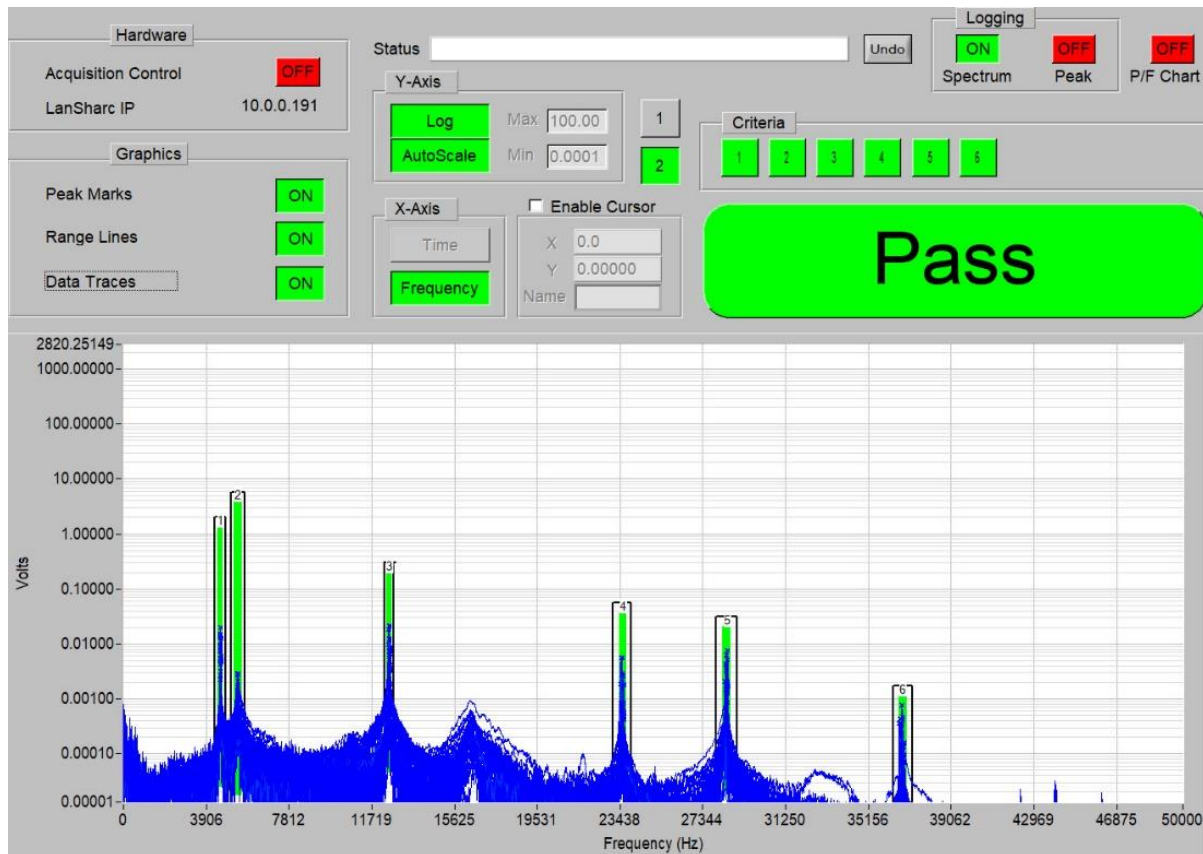 Hardware
Acquisition Control OFF
LanSharc IP 10.0.0.191
Graphics
Peak Marks ON
Range Lines ON
Data Traces ON
Status Undo
Y-Axis
Log Max 100.00
AutoScale Min 0.0001
1
2
X-Axis
Time
Frequency
Enable Cursor
X 0.0
Y 0.00000
Name
Logging
ON OFF OFF
Spectrum Peak P/F Chart
Criteria
1 2 3 4 5 6
Pass
2820.25149
1000.00000
100.00000
10.00000
1.00000
0.10000
0.01000
0.00100
0.00010
0.00001
Volts
1 2 3 4 5 6
0 3906 7812 11719 15625 19531 23438 27344 31250 35156 39062 42969 46875 50000
Frequency (Hz)